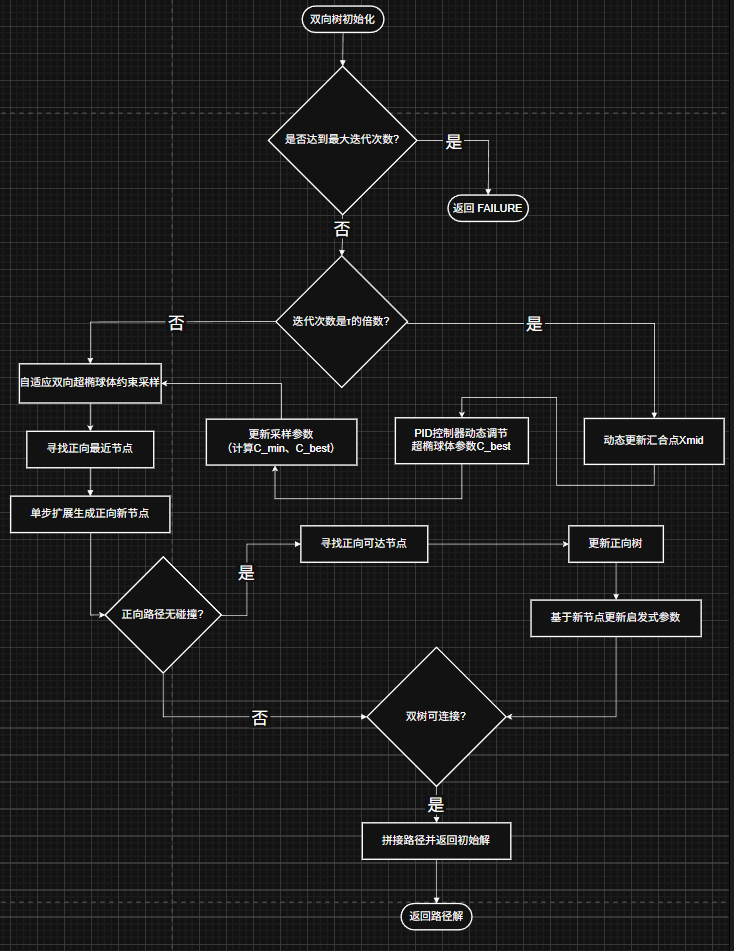 双向树初始化
是否达到最大迭代次数?
是
返回 FAILURE
否
迭代次数是τ的倍数?
否
是
自适应双向超椭球体约束采样
更新采样参数
（计算C_min、C_best）
PID控制器动态调节
超椭球体参数C_best
动态更新汇合点Xmid
寻找正向最近节点
单步扩展生成正向新节点
寻找正向可达节点
更新正向树
是
正向路径无碰撞?
基于新节点更新启发式参数
否
双树可连接?
是
拼接路径并返回初始解
返回路径解